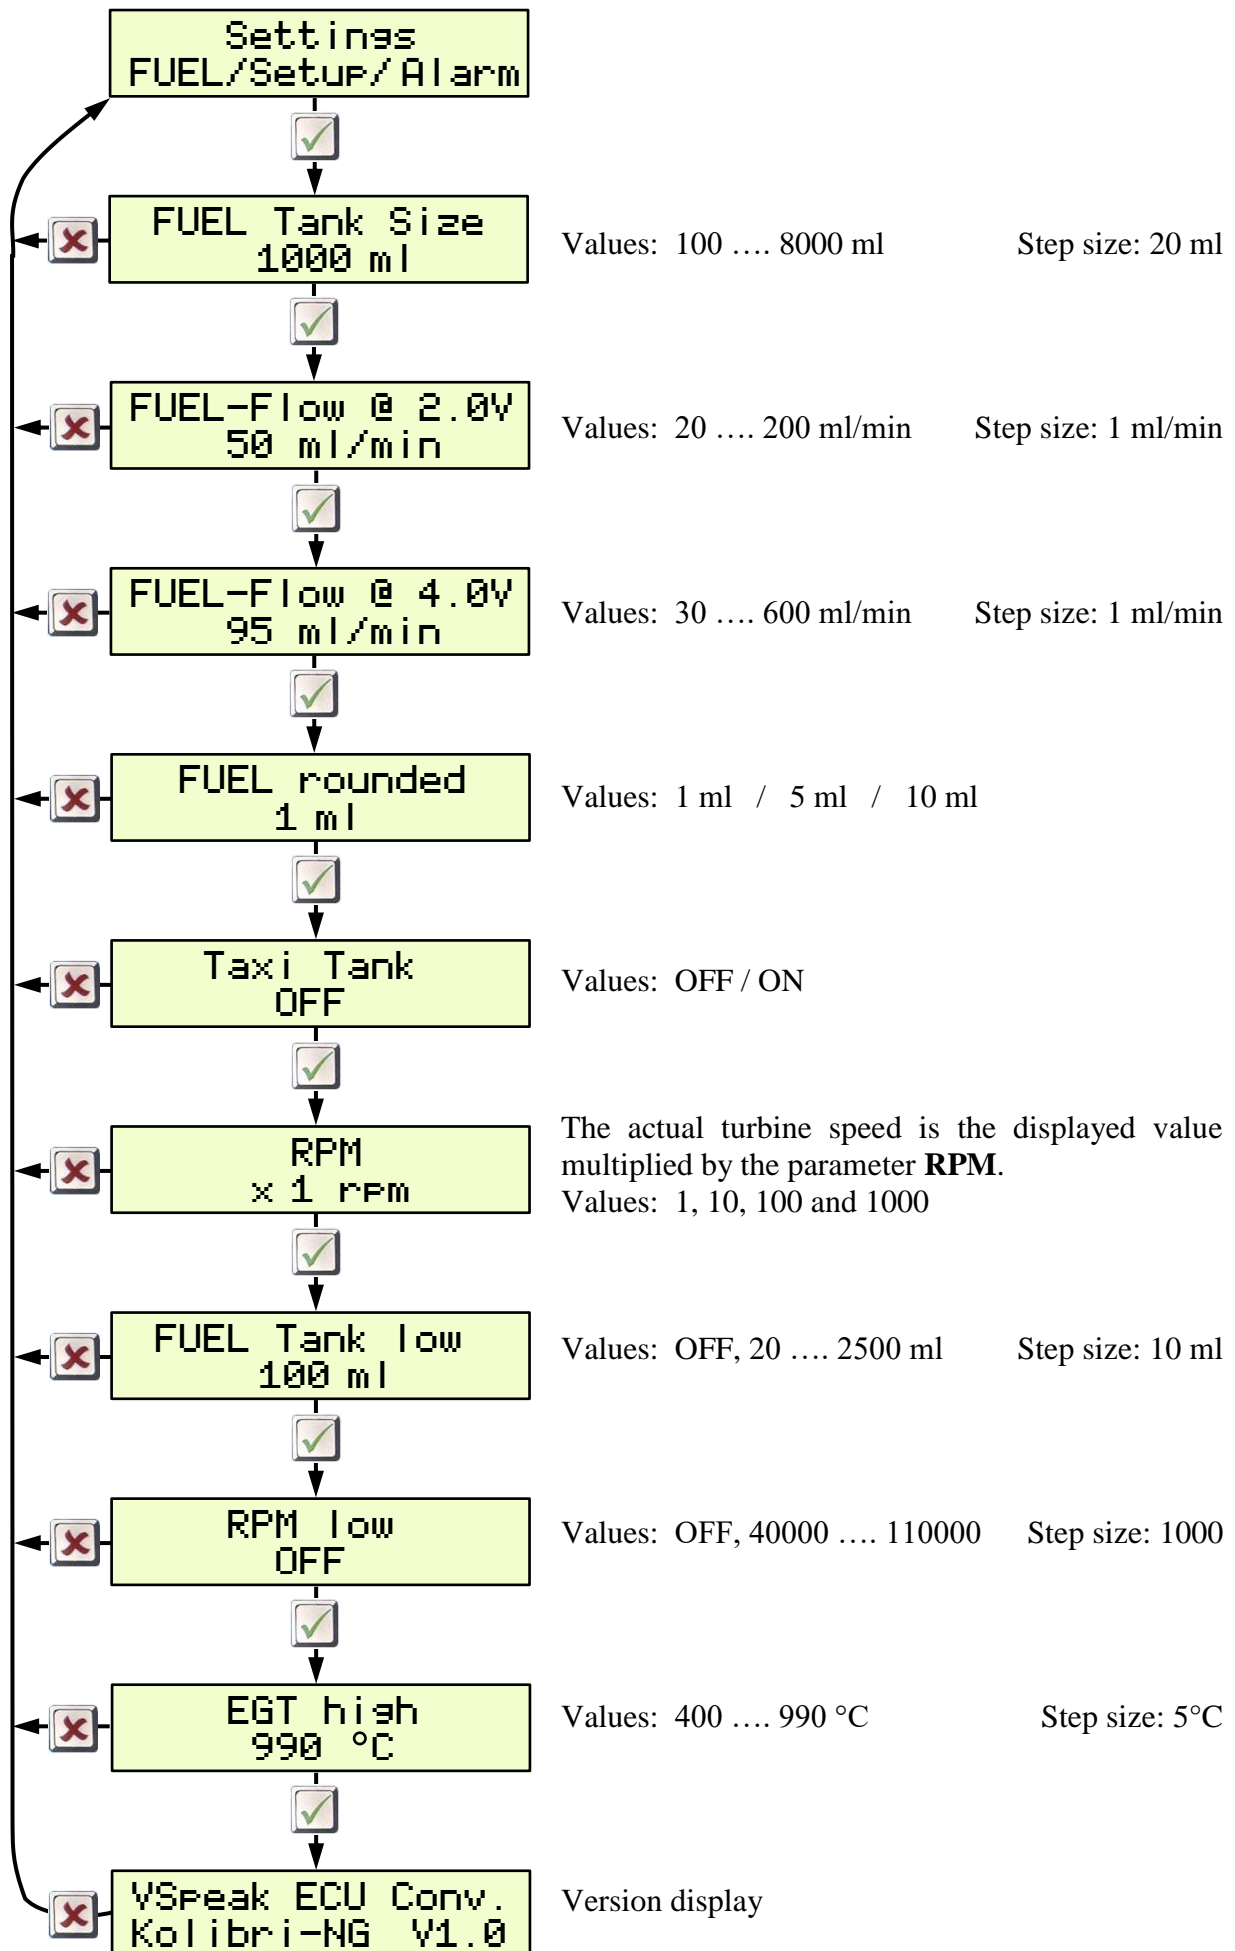 Settings
FUEL/Setup/Alarm
FUEL Tank Size
1000 ml
Values: 100 …. 8000 ml Step size: 20 ml
FUEL-Flow @ 2.0V
50 ml/min
Values: 20 …. 200 ml/min Step size: 1 ml/min
FUEL-Flow @ 4.0V
95 ml/min
Values: 30 …. 600 ml/min Step size: 1 ml/min
FUEL rounded
1 ml
Values: 1 ml / 5 ml / 10 ml
Taxi Tank
OFF
Values: OFF / ON
RPM
x 1 rpm
The actual turbine speed is the displayed value
multiplied by the parameter RPM.
Values: 1, 10, 100 and 1000
FUEL Tank low
100 ml
Values: OFF, 20 …. 2500 ml Step size: 10 ml
RPM low
OFF
Values: OFF, 40000 …. 110000 Step size: 1000
EGT high
990 °C
Values: 400 …. 990 °C Step size: 5°C
VSpeak ECU Conv.
Kolibri-NG V1.0
Version display